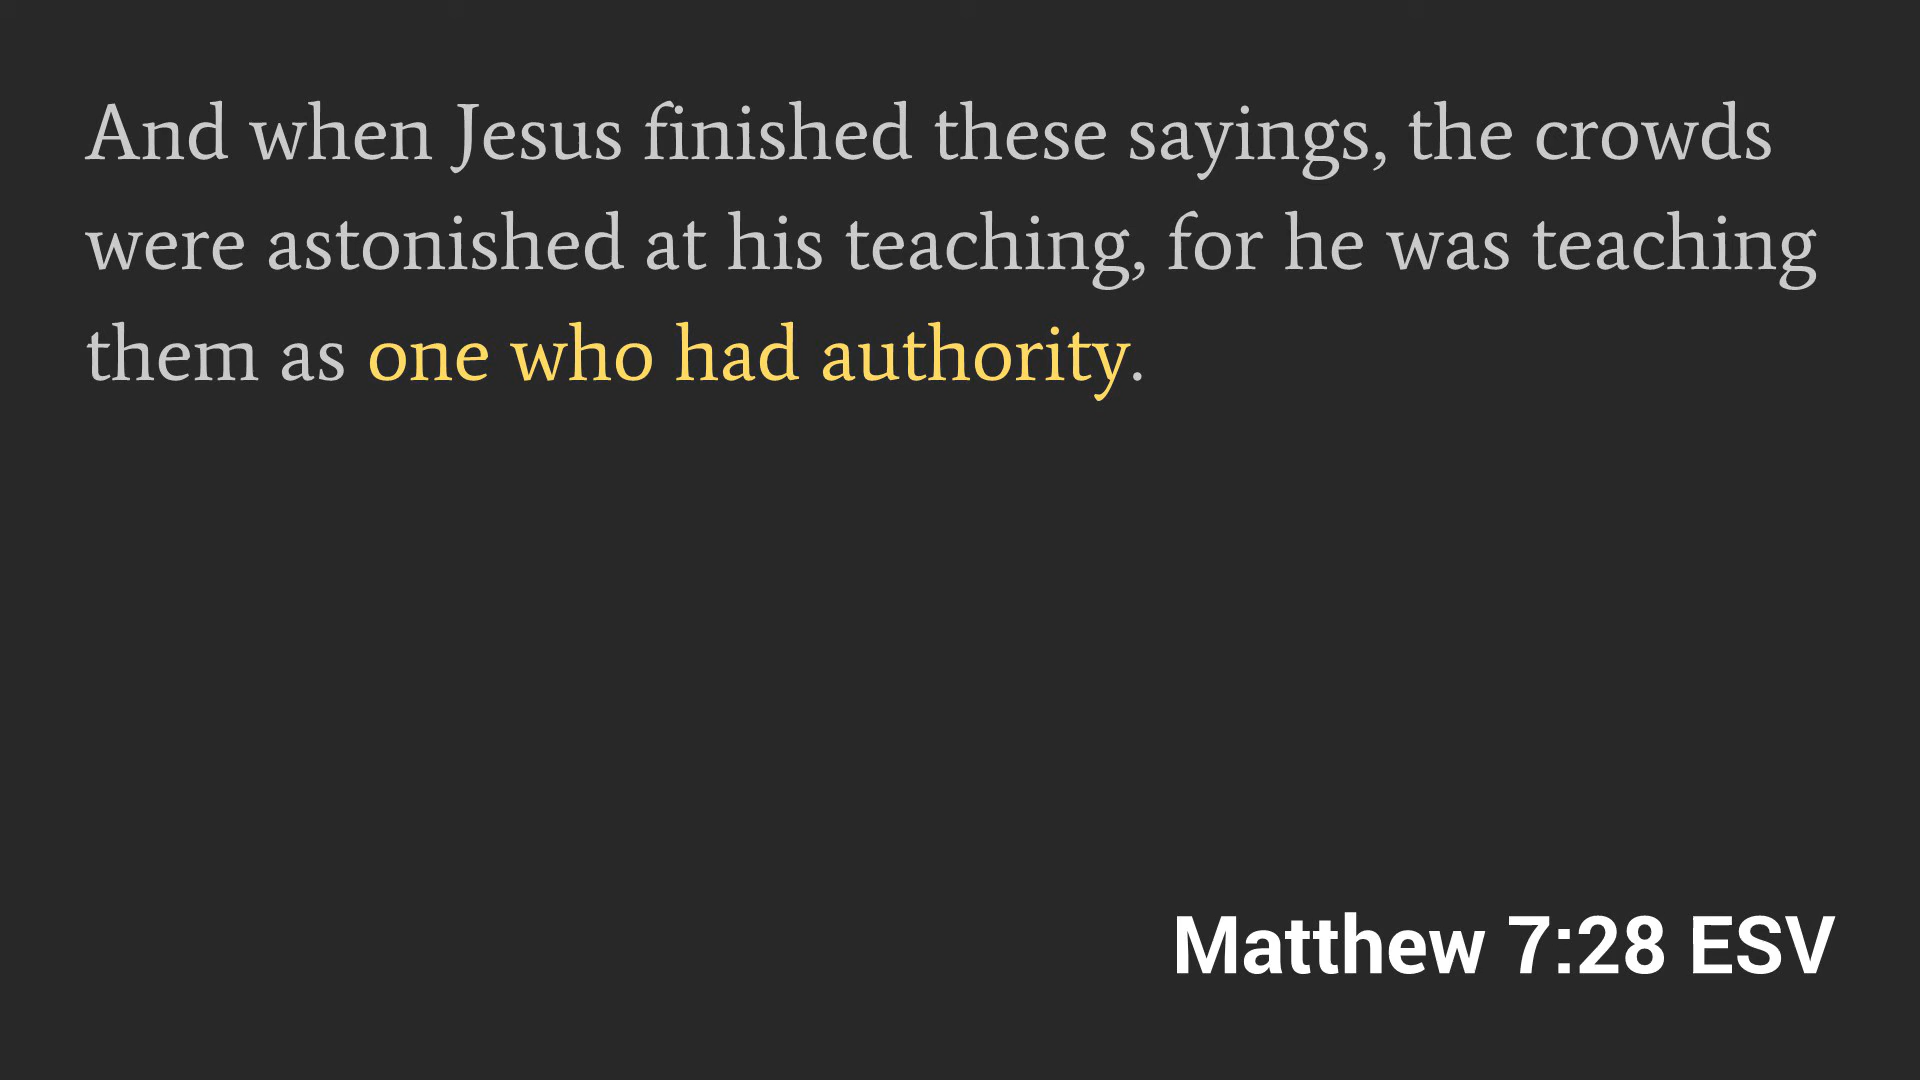 And when Jesus finished these sayings, the crowds
were astonished at his teaching, for he was teaching
them as one who had authority.
Matthew 7:28 ESV